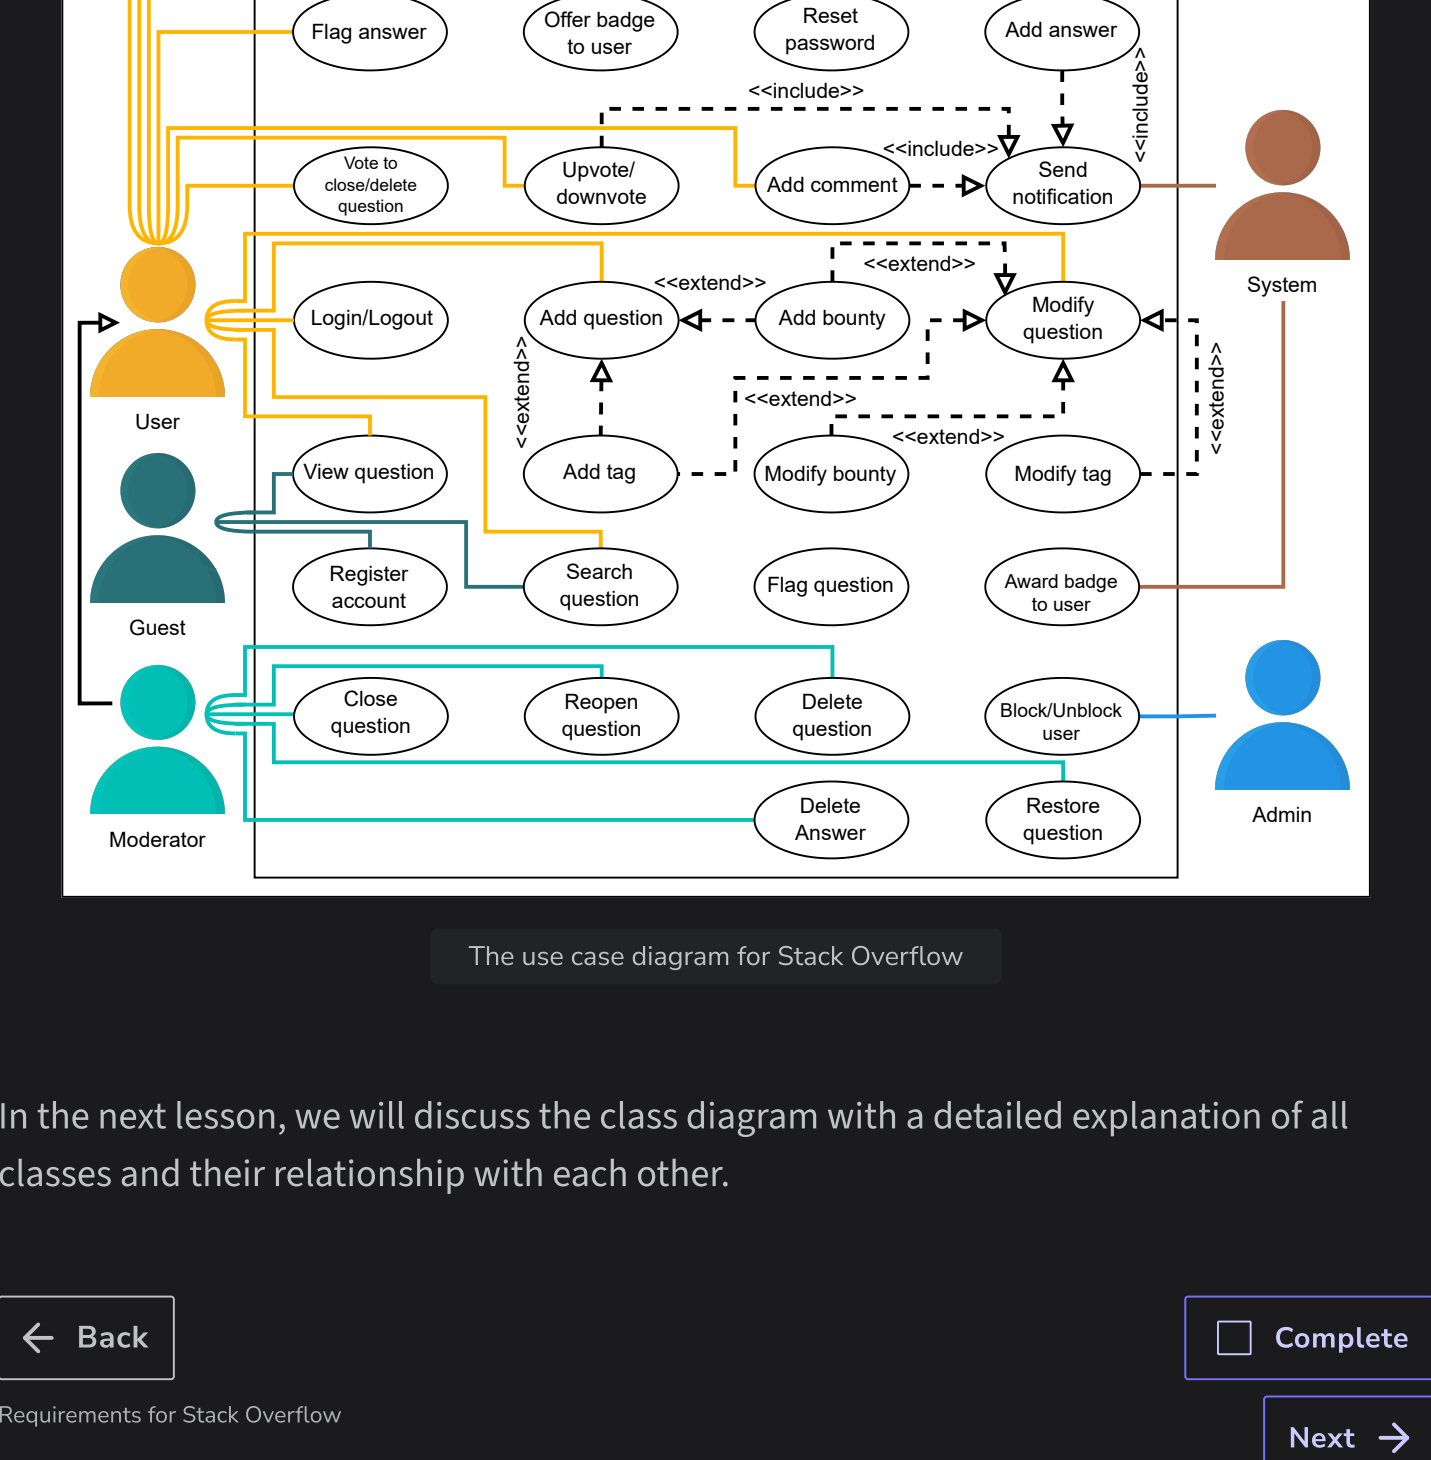 Flag answer
Offer badge
to user
Reset
password
Add answer
<<include>>
<<include>>
<<include>>
Vote to
close/delete
question
Upvote/
downvote
Add comment
Send
notification
System
<<extend>>
<<extend>>
Login/Logout
Add question
Add bounty
Modify
question
<<extend>>
<<extend>>
<<extend>>
<<extend>>
User
View question
Add tag
Modify bounty
Modify tag
Register
account
Search
question
Flag question
Award badge
to user
Guest
Close
question
Reopen
question
Delete
question
Block/Unblock
user
Delete
Answer
Restore
question
Admin
Moderator
The use case diagram for Stack Overflow
In the next lesson, we will discuss the class diagram with a detailed explanation of all
classes and their relationship with each other.
Back
Complete
Requirements for Stack Overflow
Next